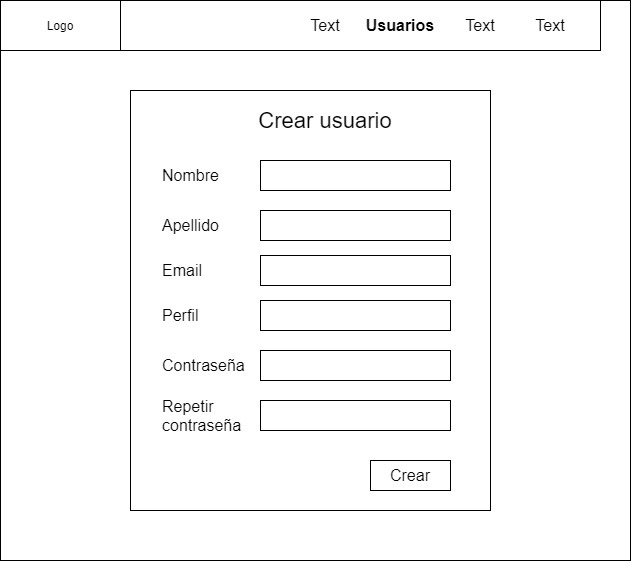 Logo
Text Usuarios Text Text
Crear usuario
Nombre
Apellido
Email
Perfil
Contraseña
Repetir
contraseña
Crear